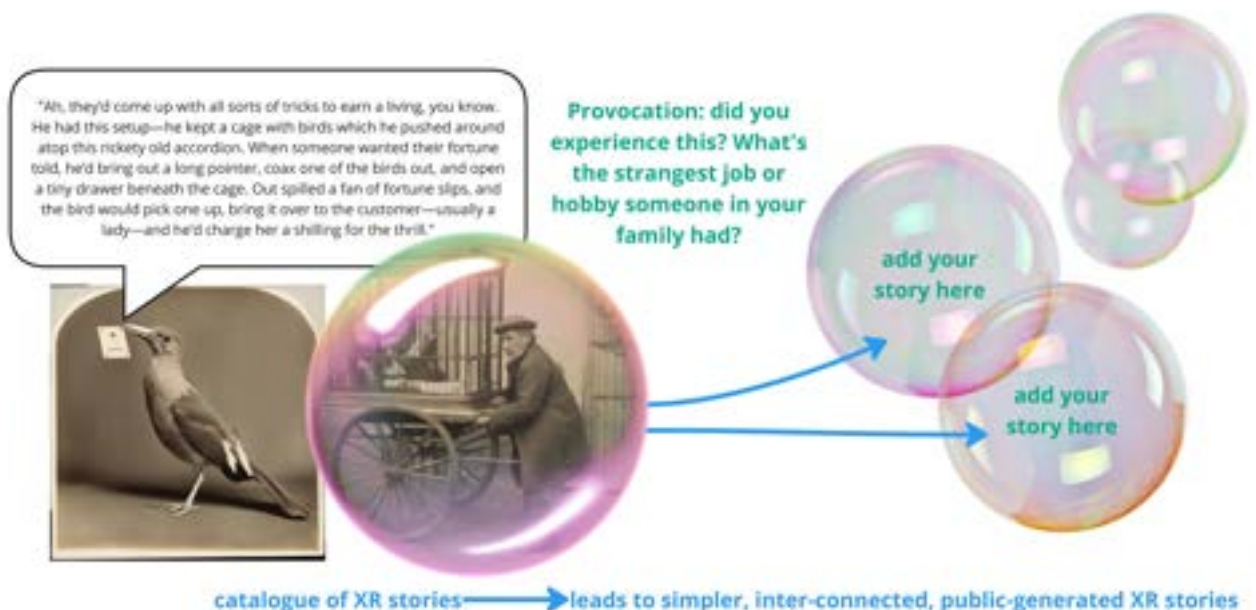 "Ah, they'd come up with all sorts of tricks to earn a living, you know.
He had this setup—he kept a cage with birds which he pushed around
atop this rickety old accordion. When someone wanted their fortune
told, he'd bring out a long pointer, coax one of the birds out, and open
a tiny drawer beneath the cage. Out spilled a fan of fortune slips, and
the bird would pick one up, bring it over to the customer—usually a
lady—and he'd charge her a shilling for the thrill."
Provocation: did you
experience this? What's
the strangest job or
hobby someone in your
family had?
add your
story here
add your
story here
catalogue of XR stories
leads to simpler, inter-connected, public-generated XR stories